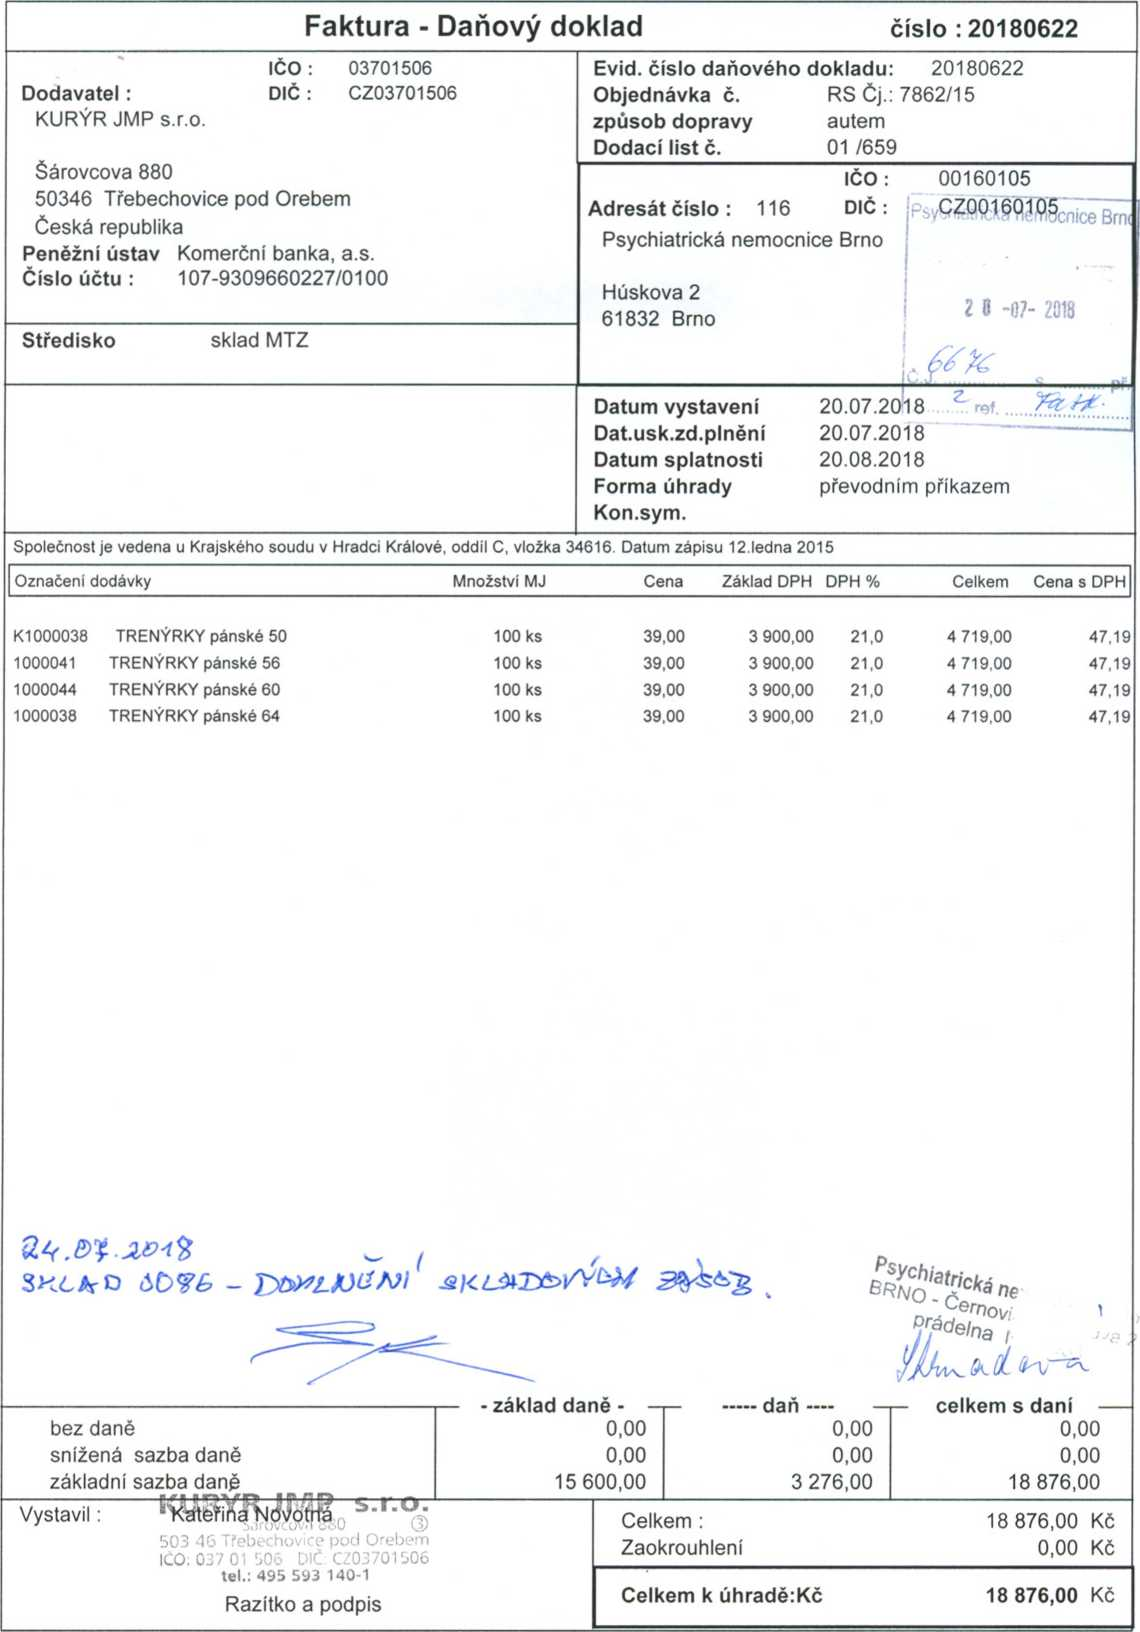 Faktura - Daňový doklad číslo : 20180622
IČO : 03701506
Dodavatel : DIČ : CZ03701506
KURÝR JMP s.r.o.
Šárovcova 880
50346 Třebechovice pod Orebem
Česká republika
Peněžní ústav Komerční banka, a.s.
Číslo účtu : 107-9309660227/0100
Středisko sklad MTZ
Evid. číslo daňového dokladu: 20180622
Objednávka č. RS Čj.: 7862/15
způsob dopravy autem
Dodací list č. 01 /659
IČO : 00160105
Adresát číslo : 116 DIČ : CZ00160105
Psychiatrická nemocnice Brno
Húskova 2
61832 Brno
Psychiatrická nemocnice Brno
-07- 2018
Č.J. 6676 př.
2 ref.
Datum vystavení 20.07.2018
Dat.usk.zd.plnění 20.07.2018
Datum splatnosti 20.08.2018
Forma úhrady převodním příkazem
Kon.sym.
Společnost je vedena u Krajského soudu v Hradci Králové, oddíl C, vložka 34616. Datum zápisu 12.ledna 2015
Označení dodávky Množství MJ Cena Základ DPH DPH % Celkem Cena s DPH
K1000038 TRENÝRKY pánské 50 100 ks 39,00 3 900,00 21,0 4 719,00 47,19
1000041 TRENÝRKY pánské 56 100 ks 39,00 3 900,00 21,0 4 719,00 47,19
1000044 TRENÝRKY pánské 60 100 ks 39,00 3 900,00 21,0 4 719,00 47,19
1000038 TRENÝRKY pánské 64 100 ks 39,00 3 900,00 21,0 4 719,00 47,19
24.07.2018
SKLAD 0086 - DOPLNĚNÍ SKLADOVÝCH ZÁSOB.
Psychiatrická ne
BRNO - Černovi
prádelna
- základ daně - ----- daň ---- celkem s daní
bez daně 0,00 0,00 0,00
snížená sazba daně 0,00 0,00 0,00
základní sazba daně 15 600,00 3 276,00 18 876,00
Vystavil : Kateřina Novotná
KURÝR JMP s.r.o.
Šárovcova 880 3
503 46 Třebechovice pod Orebem
IČO: 037 01 506 DIČ: CZ03701506
tel.: 495 593 140-1
Razítko a podpis
Celkem : 18 876,00 Kč
Zaokrouhlení 0,00 Kč
Celkem k úhradě:Kč 18 876,00 Kč